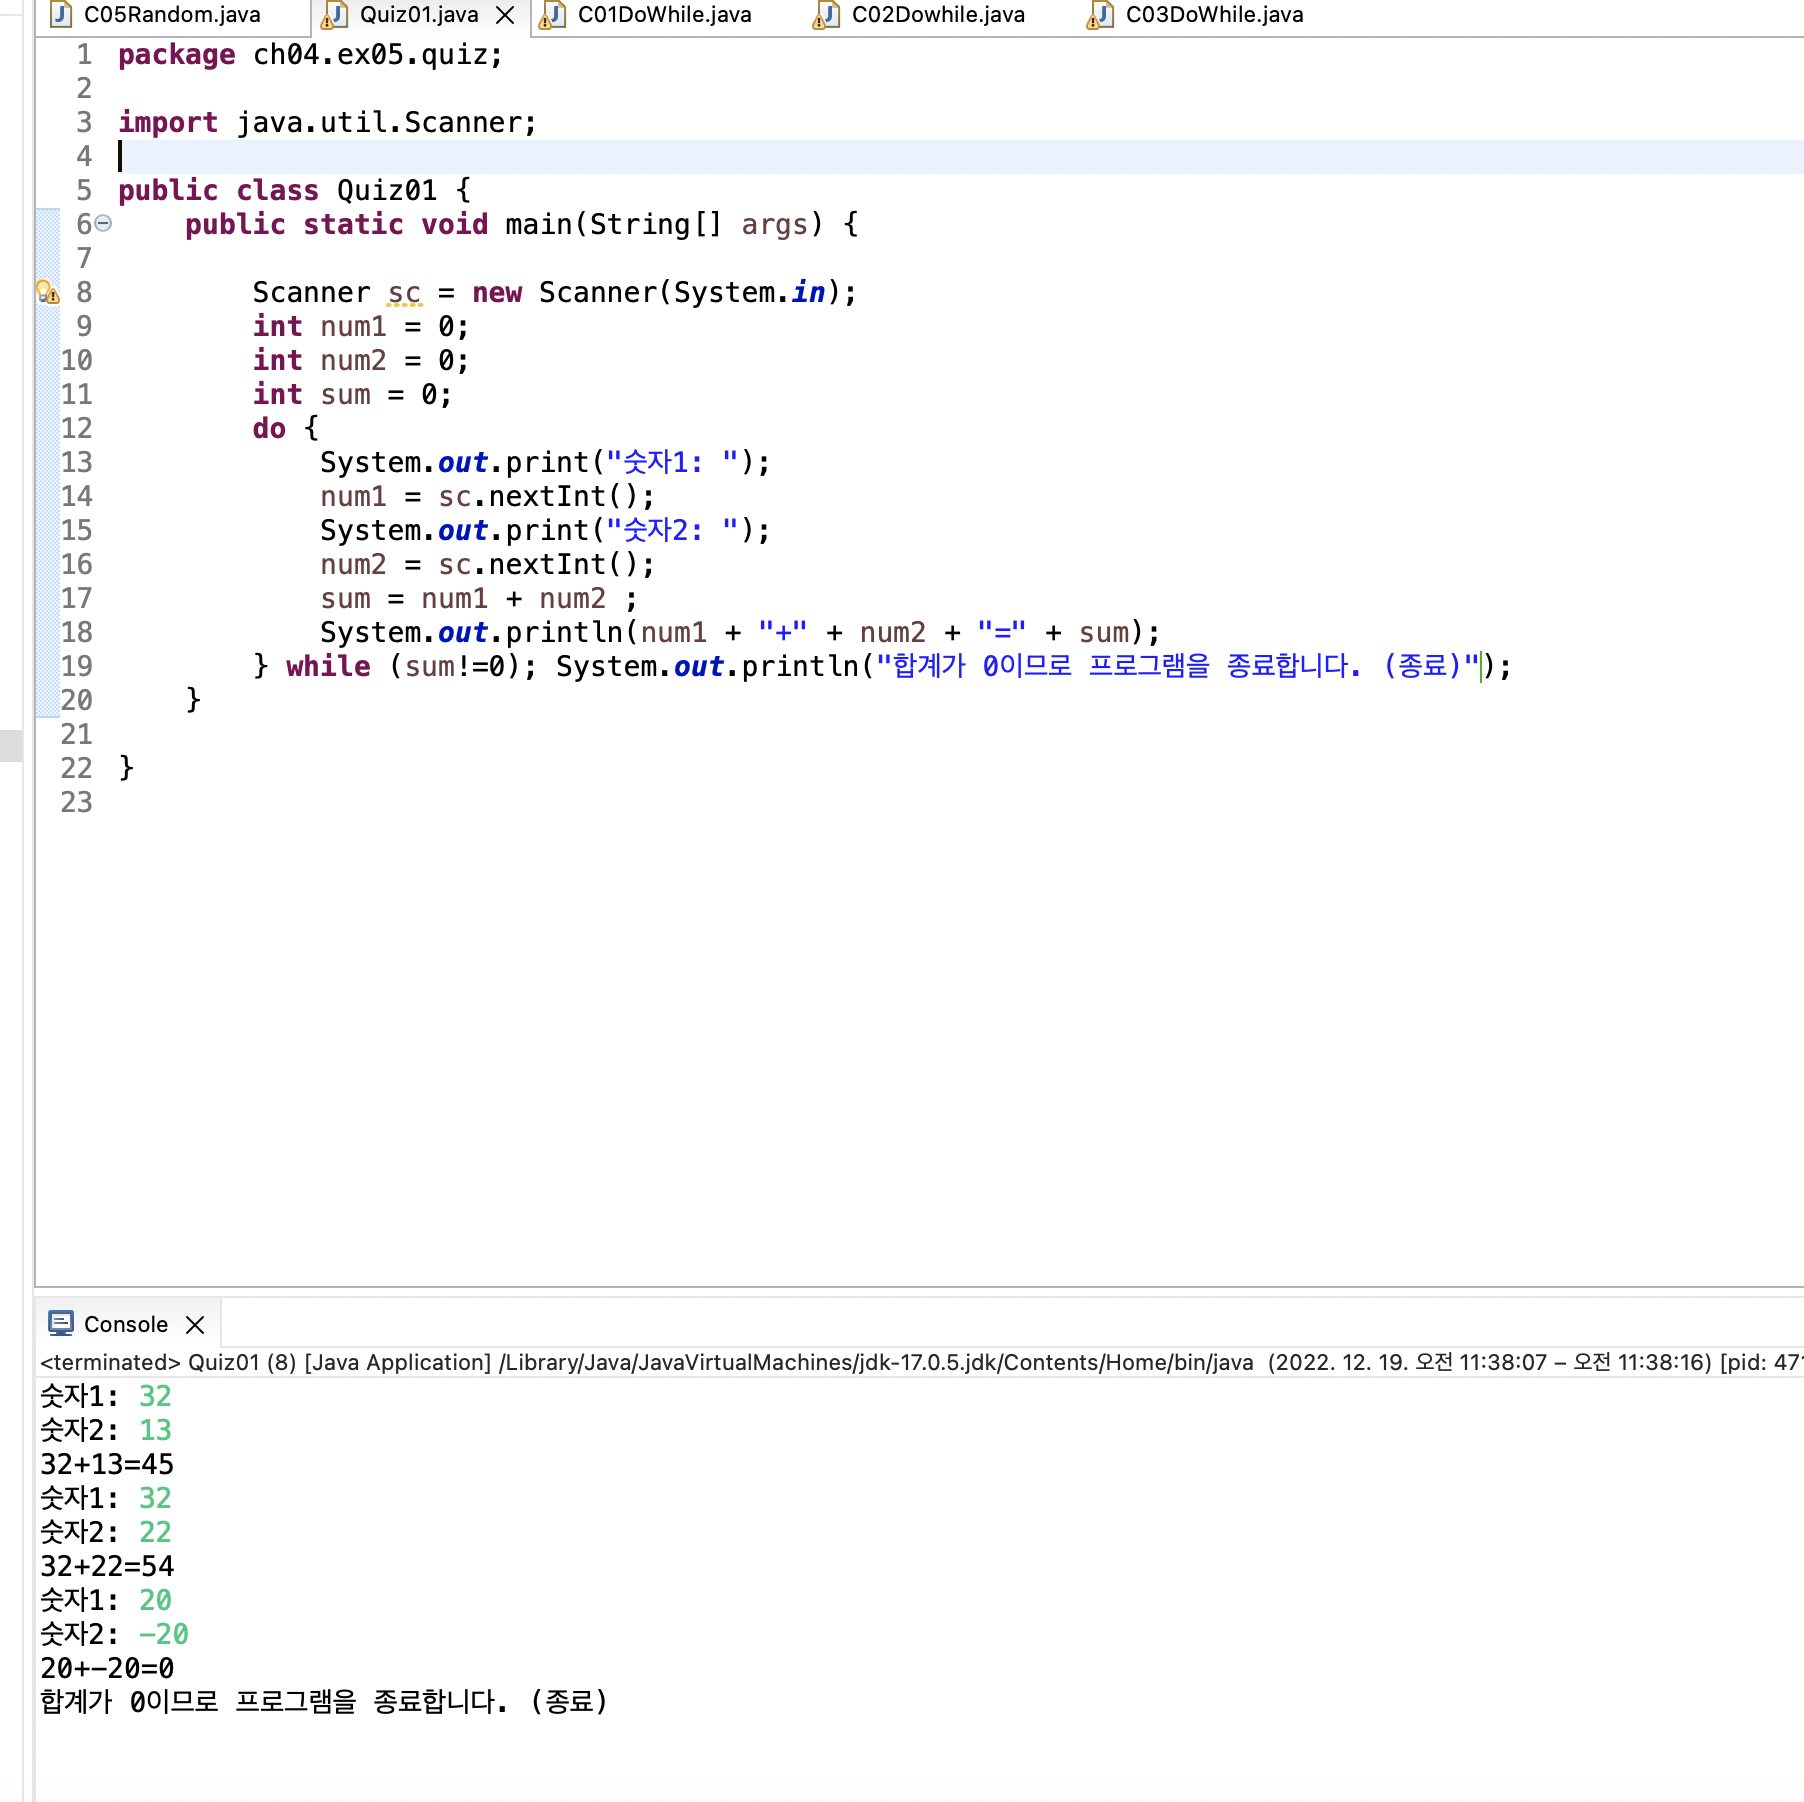 C05Random.java Quiz01.java C01DoWhile.java C02Dowhile.java C03DoWhile.java
1 package ch04.ex05.quiz;
2
3 import java.util.Scanner;
4
5 public class Quiz01 {
6 public static void main(String[] args) {
7
8 Scanner sc = new Scanner(System.in);
9 int num1 = 0;
10 int num2 = 0;
11 int sum = 0;
12 do {
13 System.out.print("숫자1: ");
14 num1 = sc.nextInt();
15 System.out.print("숫자2: ");
16 num2 = sc.nextInt();
17 sum = num1 + num2 ;
18 System.out.println(num1 + "+" + num2 + "=" + sum);
19 } while (sum!=0); System.out.println("합계가 0이므로 프로그램을 종료합니다. (종료)");
20 }
21
22 }
23
Console
<terminated> Quiz01 (8) [Java Application] /Library/Java/JavaVirtualMachines/jdk-17.0.5.jdk/Contents/Home/bin/java (2022. 12. 19. 오전 11:38:07 – 오전 11:38:16) [pid: 47
숫자1: 32
숫자2: 13
32+13=45
숫자1: 32
숫자2: 22
32+22=54
숫자1: 20
숫자2: -20
20+-20=0
합계가 0이므로 프로그램을 종료합니다. (종료)